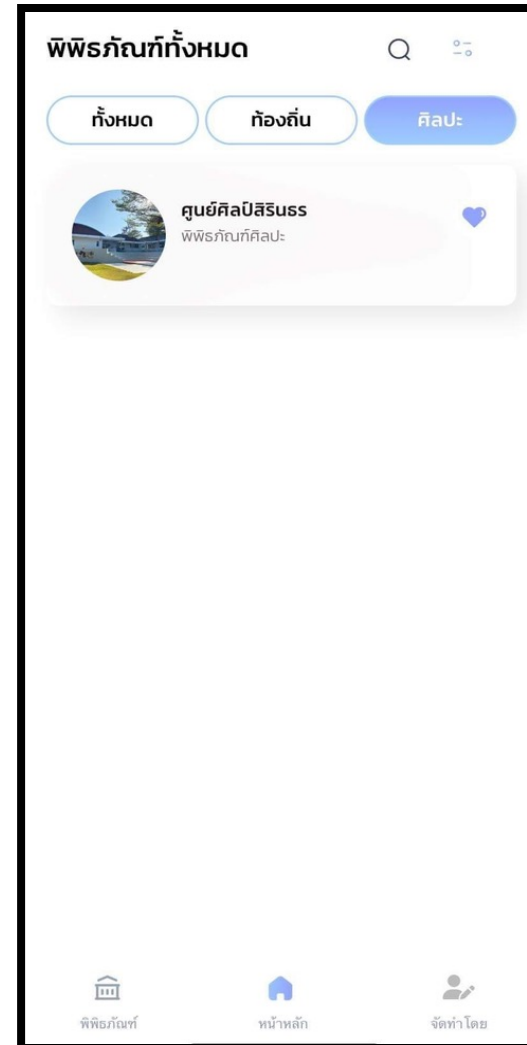 พิพิธภัณฑ์ทั้งหมด
ทั้งหมด ท้องถิ่น ศิลปะ
ศูนย์ศิลป์สิรินธร
พิพิธภัณฑ์ศิลปะ
พิพิธภัณฑ์ หน้าหลัก จัดทำโดย